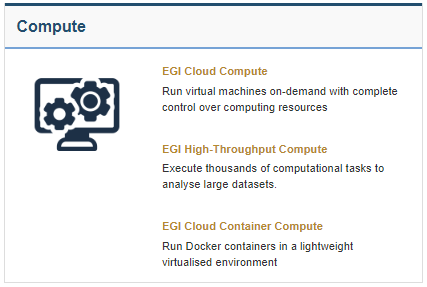 Compute
EGI Cloud Compute
Run virtual machines on-demand with complete
control over computing resources
EGI High-Throughput Compute
Execute thousands of computational tasks to
analyse large datasets.
EGI Cloud Container Compute
Run Docker containers in a lightweight
virtualised environment